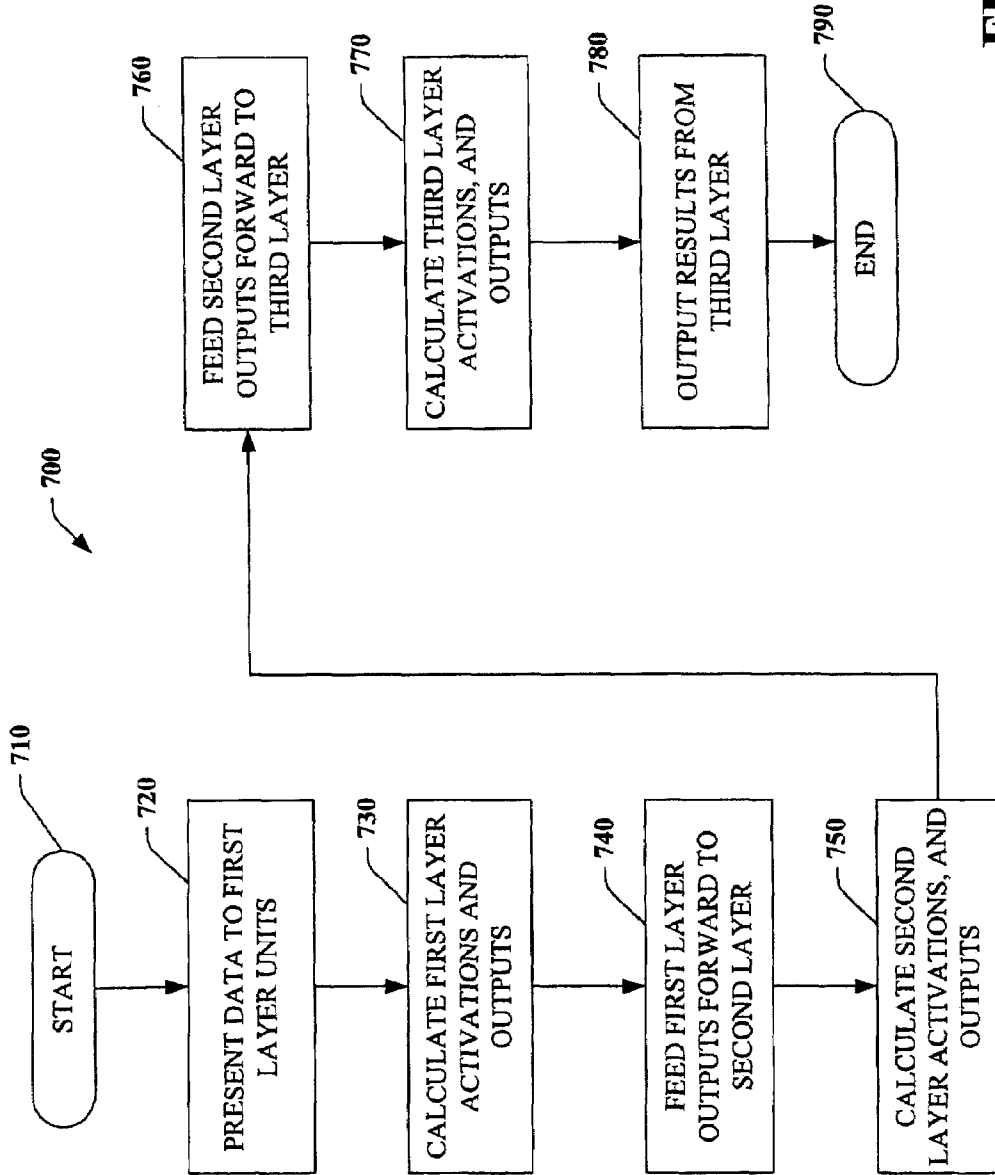 700
710
START
720
PRESENT DATA TO FIRST
LAYER UNITS
730
CALCULATE FIRST LAYER
ACTIVATIONS AND
OUTPUTS
740
FEED FIRST LAYER
OUTPUTS FORWARD TO
SECOND LAYER
750
CALCULATE SECOND
LAYER ACTIVATIONS, AND
OUTPUTS
760
FEED SECOND LAYER
OUTPUTS FORWARD TO
THIRD LAYER
770
CALCULATE THIRD LAYER
ACTIVATIONS, AND
OUTPUTS
780
OUTPUT RESULTS FROM
THIRD LAYER
790
END